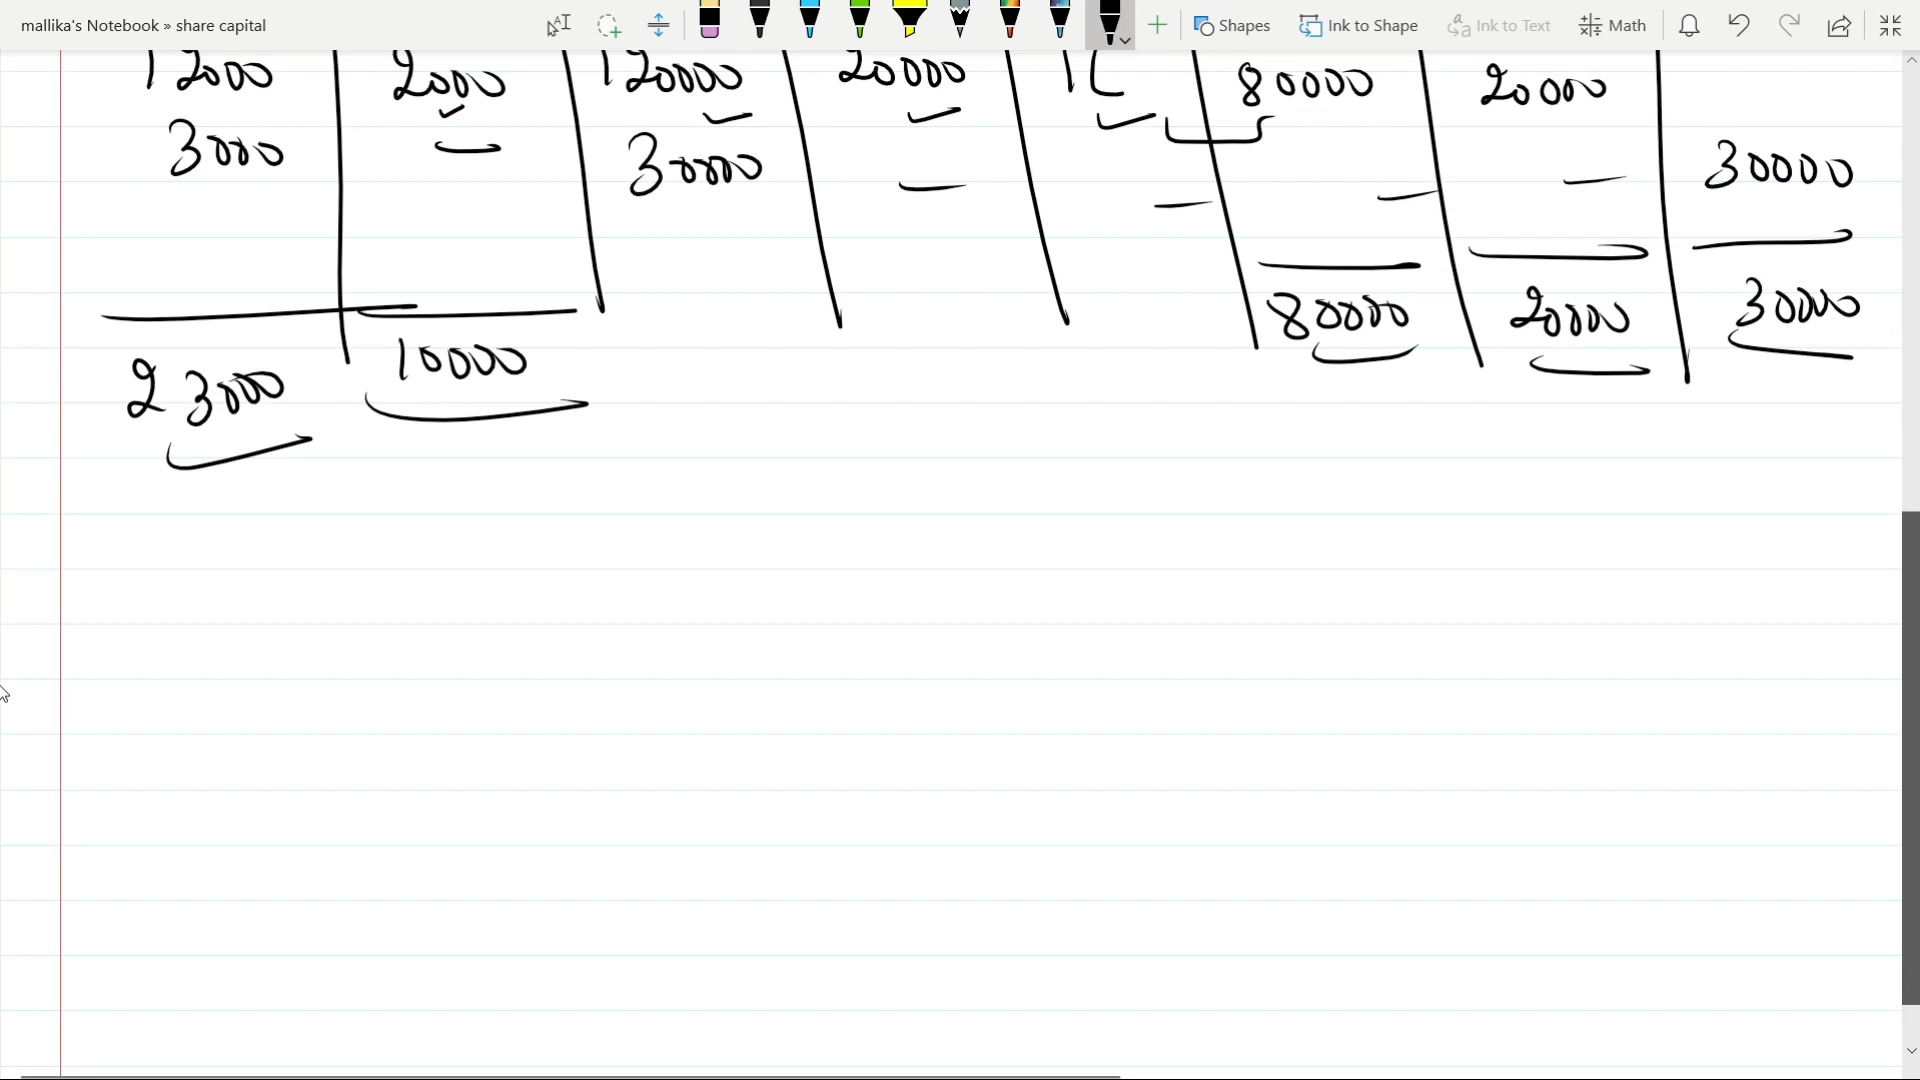 mallika's Notebook » share capital
Shapes
Ink to Shape
Ink to Text
Math
12000 2000 120000 20000 1L 80000 20000
3000 — 30000 — — — — 30000
80000 20000 30000
23000 10000